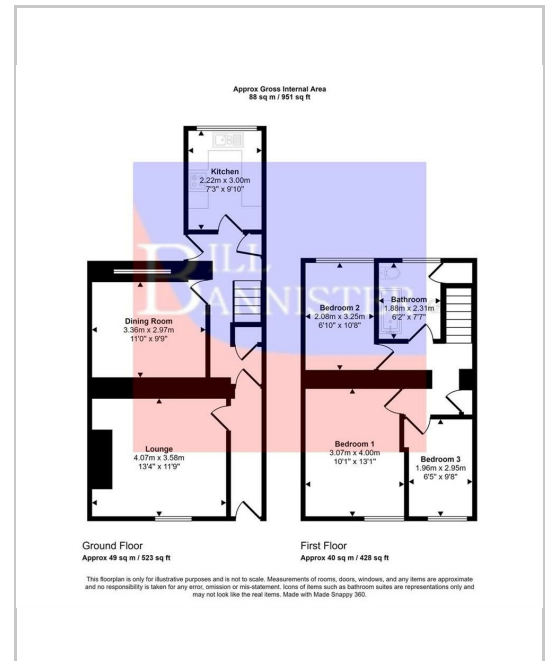 Approx Gross Internal Area
88 sq m / 951 sq ft
Kitchen
2.22m x 3.00m
7'3" x 9'10"
BILL
BANNISTER
Dining Room
3.36m x 2.97m
11'0" x 9'9"
Bedroom 2
2.08m x 3.25m
6'10" x 10'8"
Bathroom
1.88m x 2.31m
6'2" x 7'7"
Lounge
4.07m x 3.58m
13'4" x 11'9"
Bedroom 1
3.07m x 4.00m
10'1" x 13'1"
Bedroom 3
1.96m x 2.95m
6'5" x 9'8"
Ground Floor
Approx 49 sq m / 523 sq ft
First Floor
Approx 40 sq m / 428 sq ft
This floorplan is only for illustrative purposes and is not to scale. Measurements of rooms, doors, windows, and any items are approximate
and no responsibility is taken for any error, omission or mis-statement. Icons of items such as bathroom suites are representations only and
may not look like the real items. Made with Made Snappy 360.